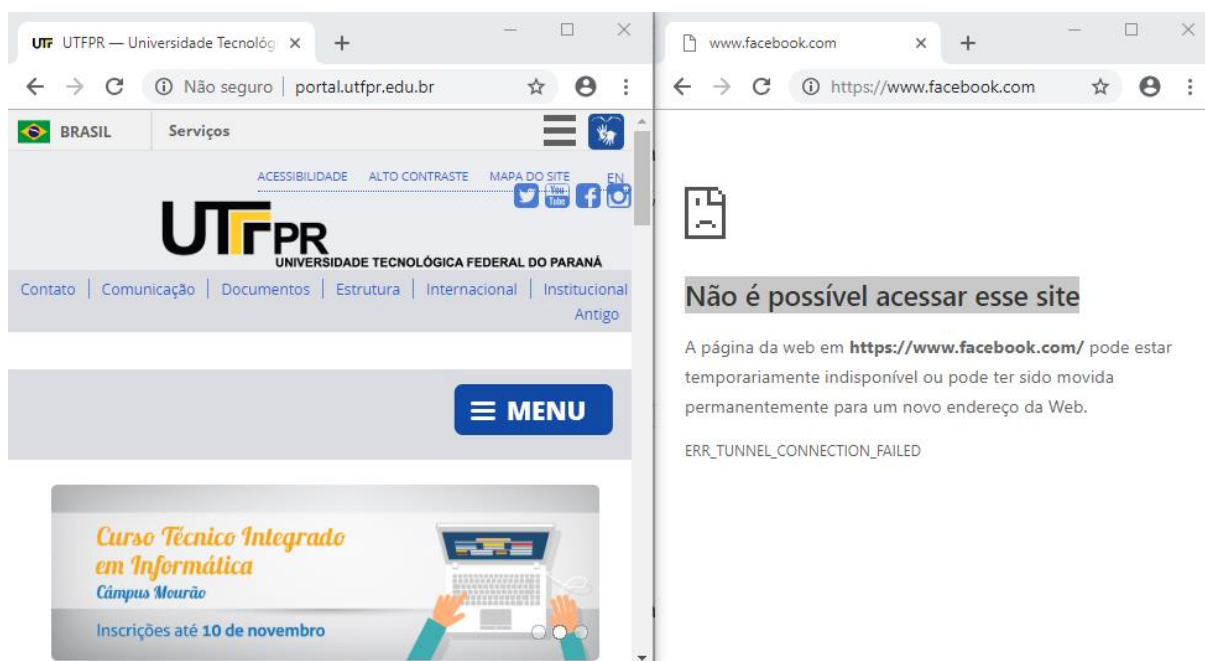 UTF UTFPR — Universidade Tecnológ
Não seguro | portal.utfpr.edu.br
BRASIL Serviços
ACESSIBILIDADE ALTO CONTRASTE MAPA DO SITE EN
You Tube
UTFPR
UNIVERSIDADE TECNOLÓGICA FEDERAL DO PARANÁ
Contato | Comunicação | Documentos | Estrutura | Internacional | Institucional
Antigo
MENU
Curso Técnico Integrado
em Informática
Câmpus Mourão
Inscrições até 10 de novembro
www.facebook.com
https://www.facebook.com
Não é possível acessar esse site
A página da web em https://www.facebook.com/ pode estar
temporariamente indisponível ou pode ter sido movida
permanentemente para um novo endereço da Web.
ERR_TUNNEL_CONNECTION_FAILED